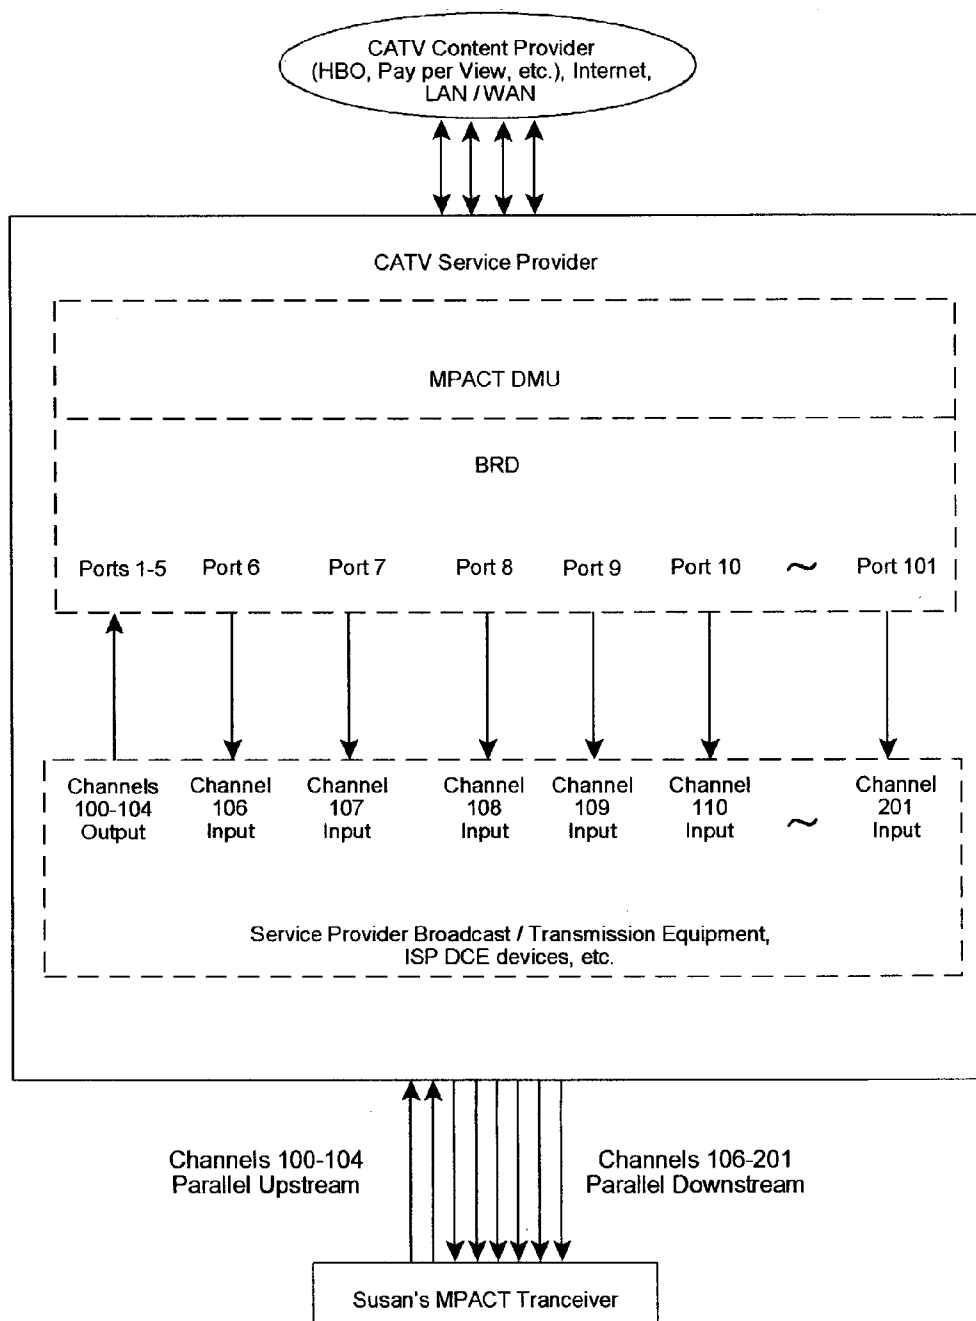 CATV Content Provider
(HBO, Pay per View, etc.), Internet,
LAN / WAN
CATV Service Provider
MPACT DMU
BRD
Ports 1-5 Port 6 Port 7 Port 8 Port 9 Port 10 ~ Port 101
Channels 100-104 Output
Channel 106 Input
Channel 107 Input
Channel 108 Input
Channel 109 Input
Channel 110 Input
~
Channel 201 Input
Service Provider Broadcast / Transmission Equipment,
ISP DCE devices, etc.
Channels 100-104
Parallel Upstream
Channels 106-201
Parallel Downstream
Susan's MPACT Tranceiver